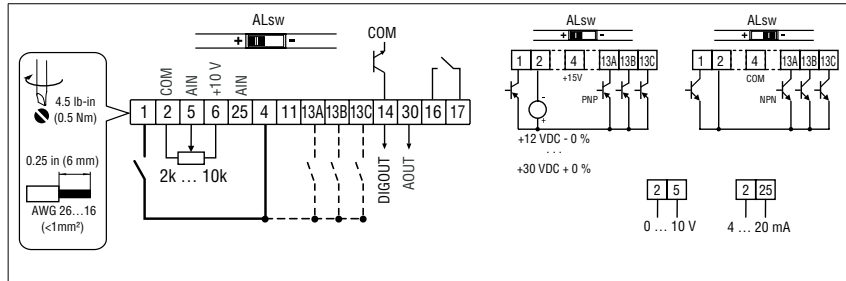 ALsw
+ -
COM
4.5 lb-in
(0.5 Nm)
0.25 in (6 mm)
AWG 26...16
(<1mm²)
COM
AIN
+10 V
AIN
1 2 5 6 25 4 11 13A 13B 13C 14 30 16 17
2k ... 10k
DIGOUT
AOUT
ALsw
+ -
1 2 4 13A 13B 13C
+15V
PNP
-
+
+12 VDC - 0 %
...
+30 VDC + 0 %
ALsw
+ -
1 2 4 13A 13B 13C
COM
NPN
2 5
0 ... 10 V
2 25
4 ... 20 mA